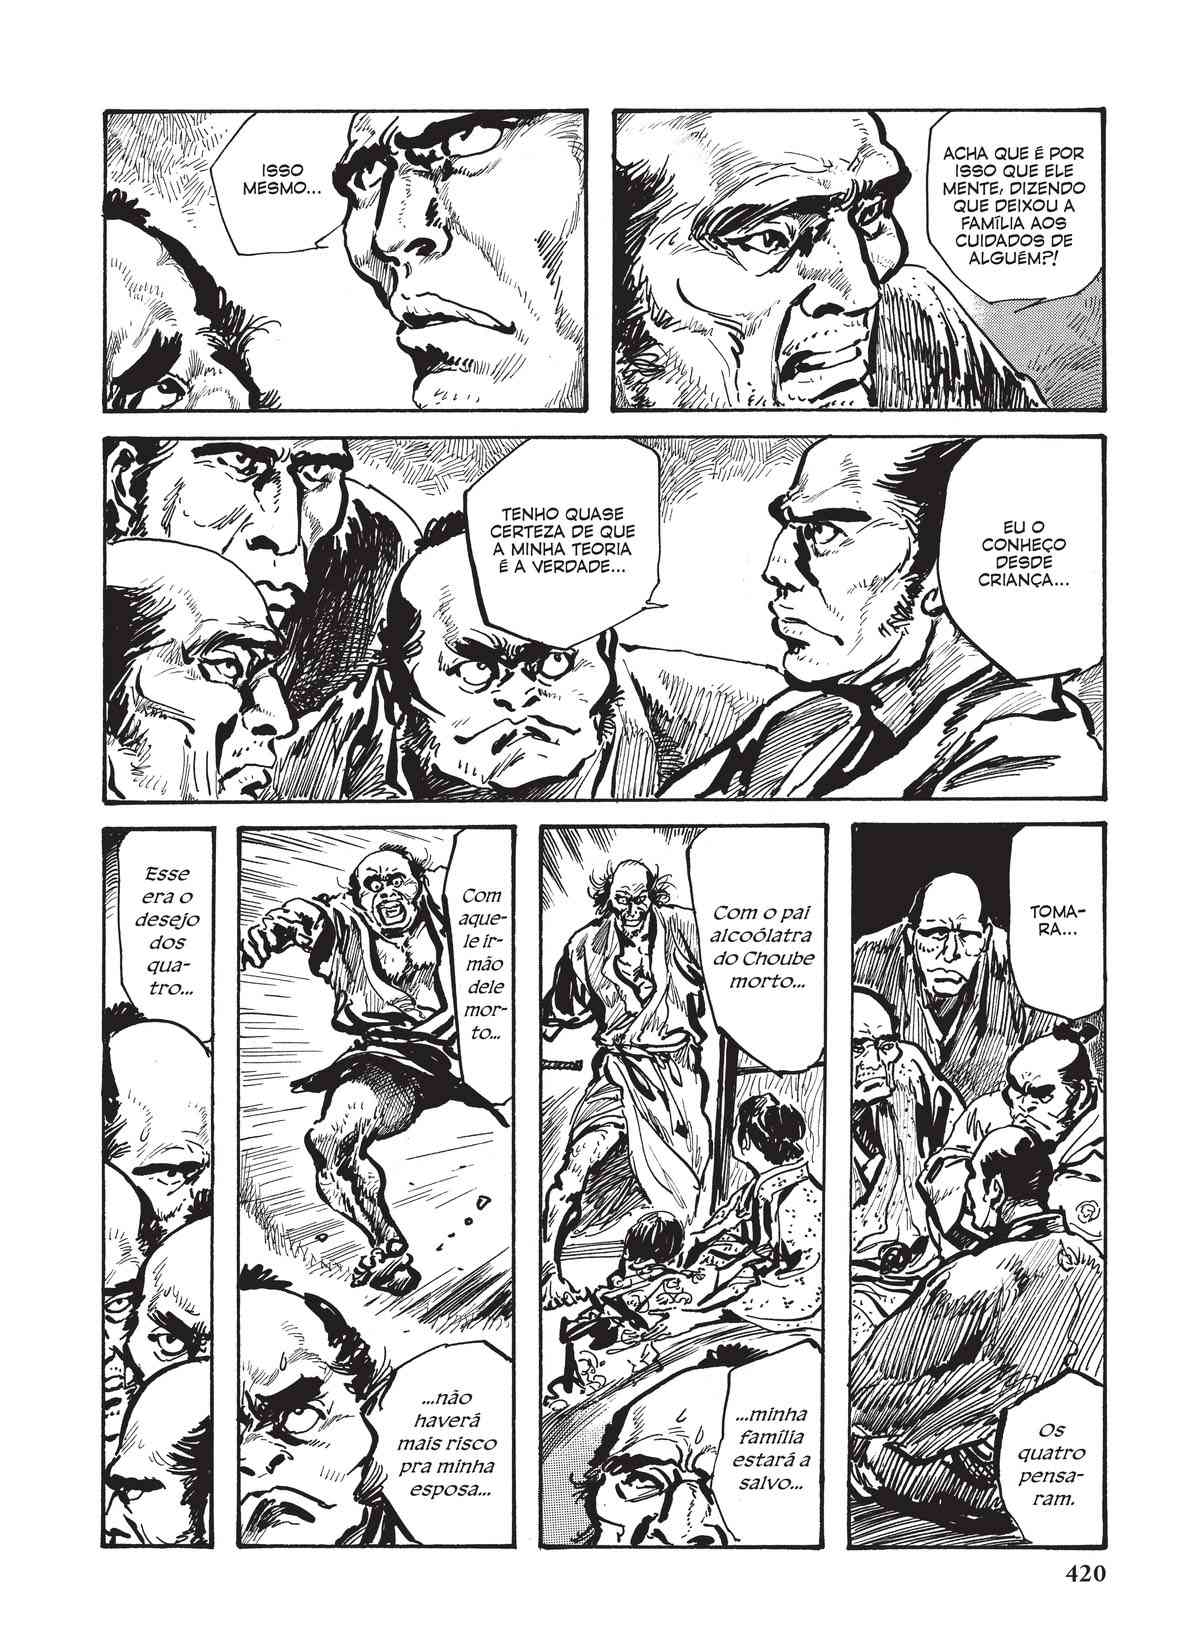 ACHA QUE É POR
ISSO QUE ELE
MENTE, DIZENDO
QUE DEIXOU A
FAMÍLIA AOS
CUIDADOS DE
ALGUÉM?!
ISSO
MESMO...
EU O
CONHEÇO
DESDE
CRIANÇA...
TENHO QUASE
CERTEZA DE QUE
A MINHA TEORIA
É A VERDADE...
TOMA-
RA...
Os
quatro
pensa-
ram.
Com o pai
alcoólatra
do Choube
morto...
...minha
família
estará a
salvo...
Com
aque-
le ir-
mão
dele
mor-
to...
...não
haverá
mais risco
pra minha
esposa...
Esse
era o
desejo
dos
qua-
tro...
420